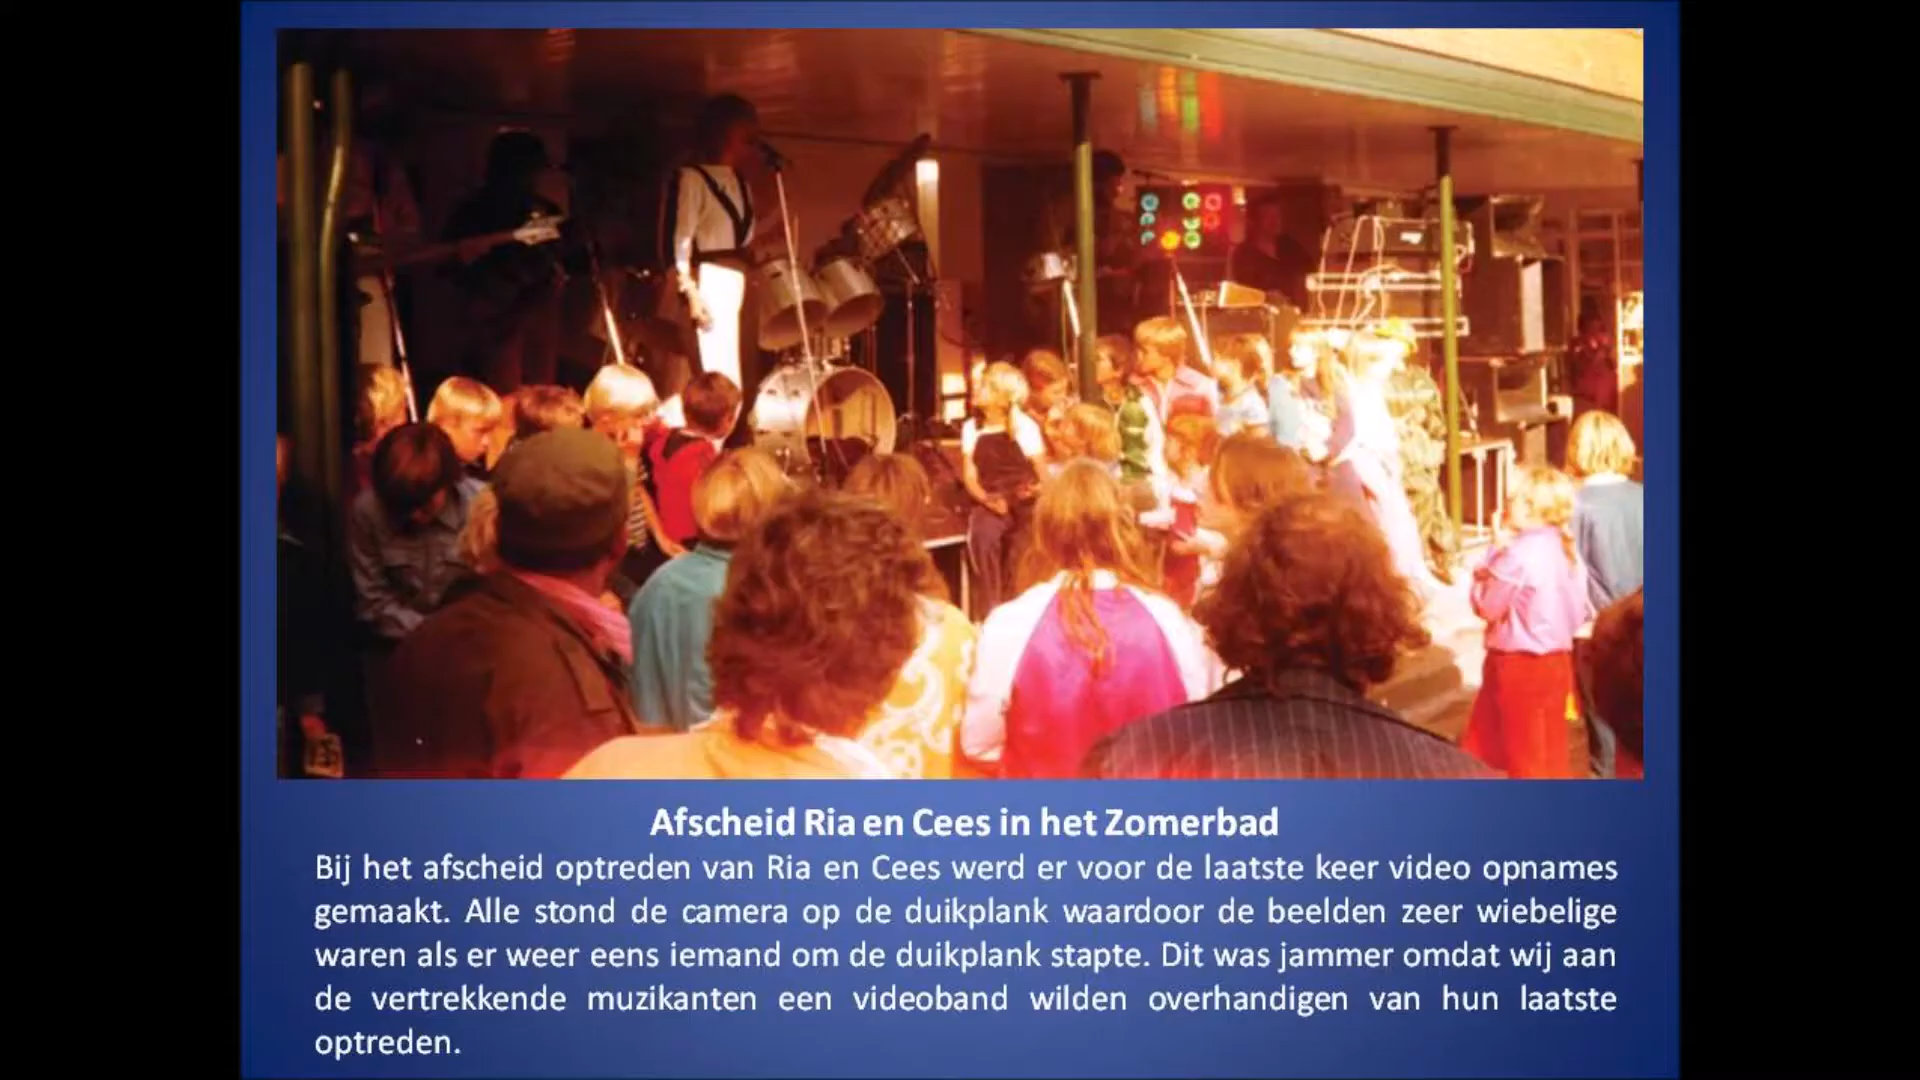 Afscheid Ria en Cees in het Zomerbad
Bij het afscheid optreden van Ria en Cees werd er voor de laatste keer video opnames
gemaakt. Alle stond de camera op de duikplank waardoor de beelden zeer wiebelige
waren als er weer eens iemand om de duikplank stapte. Dit was jammer omdat wij aan
de vertrekkende muzikanten een videoband wilden overhandigen van hun laatste
optreden.